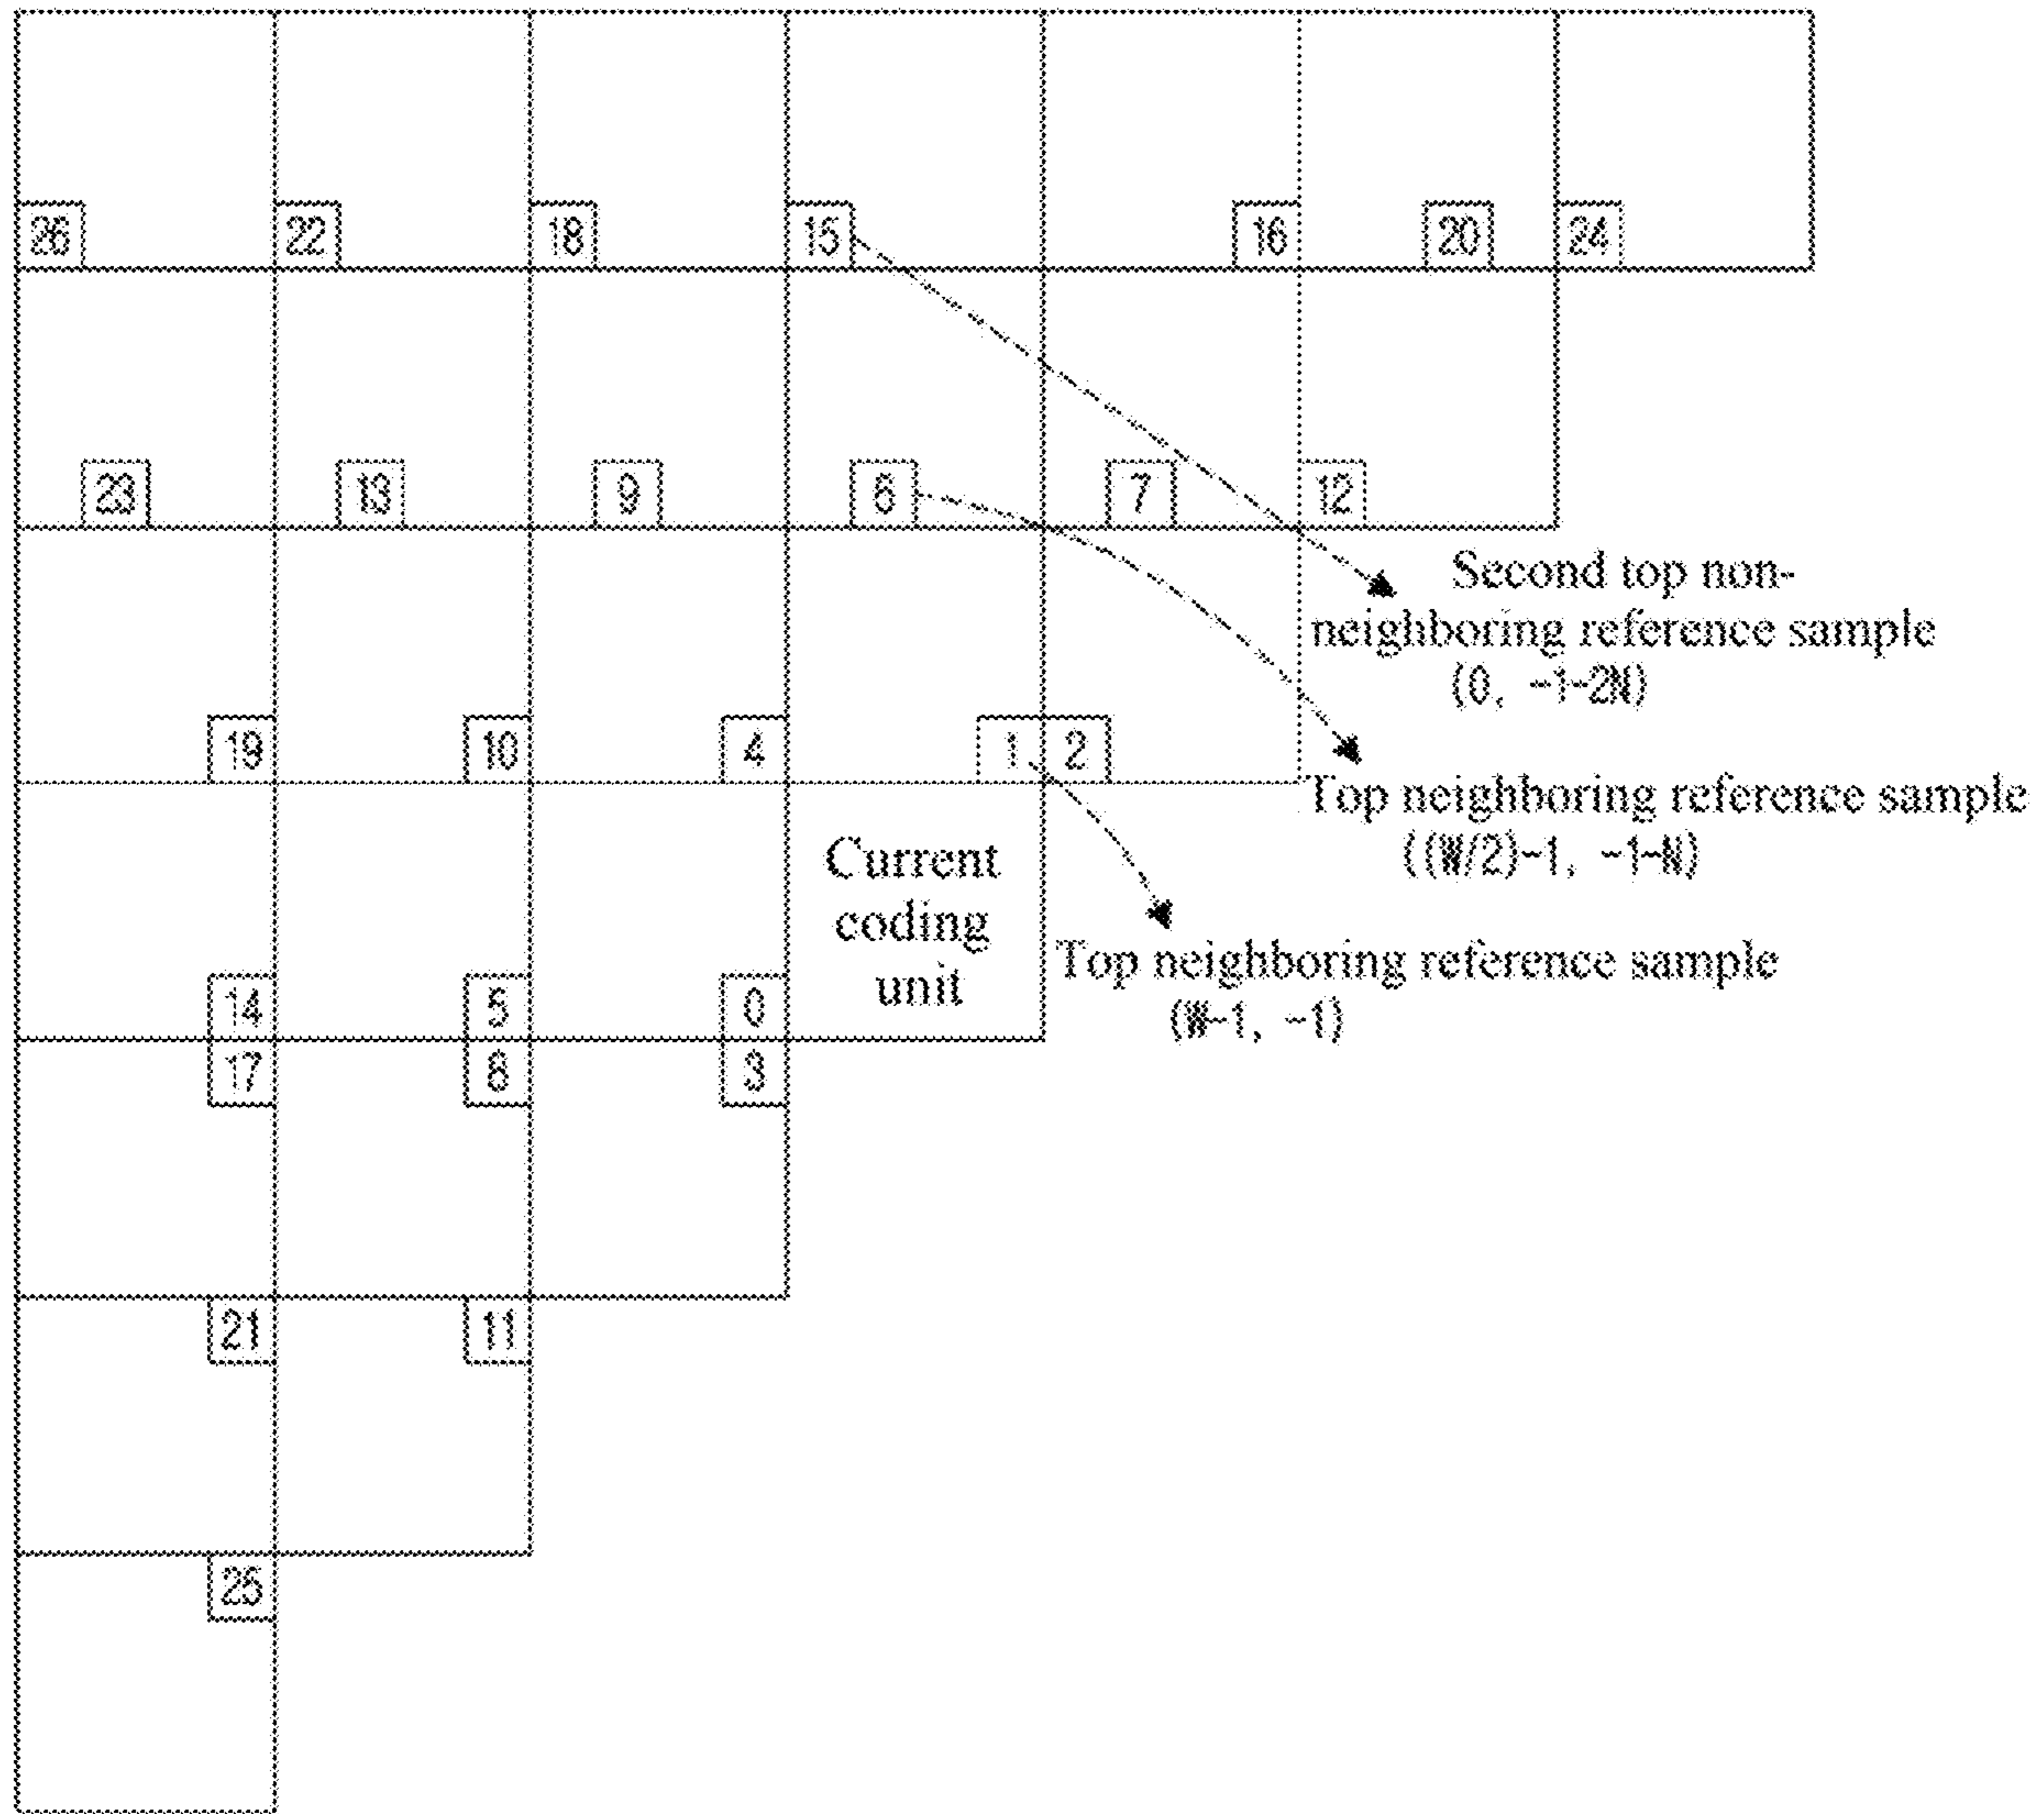 26 22 18 15 16 20 24
23 13 9 6 7 12
Second top non-
neighboring reference sample
(0, -1-2N)
19 10 4 1 2
Top neighboring reference sample
((W/2)-1, -1-N)
Current
coding
unit
Top neighboring reference sample
(W-1, -1)
14 5 0
17 8 3
21 11
25